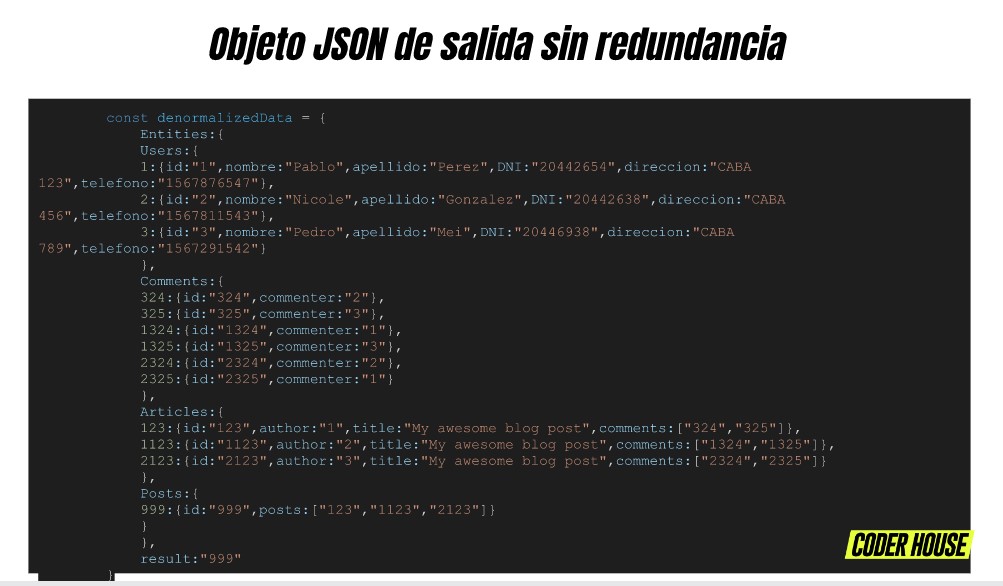 Objeto JSON de salida sin redundancia
const denormalizedData = {
Entities:{
Users:{
1:{id:"1",nombre:"Pablo",apellido:"Perez",DNI:"20442654",direccion:"CABA
123",telefono:"1567876547"},
2:{id:"2",nombre:"Nicole",apellido:"Gonzalez",DNI:"20442638",direccion:"CABA
456",telefono:"1567811543"},
3:{id:"3",nombre:"Pedro",apellido:"Mei",DNI:"20446938",direccion:"CABA
789",telefono:"1567291542"}
},
Comments:{
324:{id:"324",commenter:"2"},
325:{id:"325",commenter:"3"},
1324:{id:"1324",commenter:"1"},
1325:{id:"1325",commenter:"3"},
2324:{id:"2324",commenter:"2"},
2325:{id:"2325",commenter:"1"}
},
Articles:{
123:{id:"123",author:"1",title:"My awesome blog post",comments:["324","325"]},
1123:{id:"1123",author:"2",title:"My awesome blog post",comments:["1324","1325"]},
2123:{id:"2123",author:"3",title:"My awesome blog post",comments:["2324","2325"]}
},
Posts:{
999:{id:"999",posts:["123","1123","2123"]}
}
},
result:"999"
}
CODER HOUSE